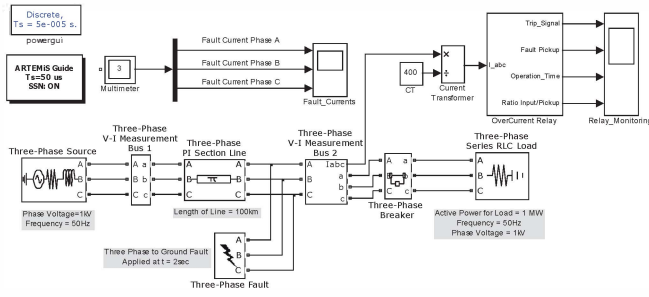 Discrete,
Ts = 5e-005 s.
powergui
ARTEMiS Guide
Ts=50 us
SSN: ON
3
Multimeter
Fault Current Phase A
Fault Current Phase B
Fault Current Phase C
Fault_Currents
400
CT
×
÷
Current
Transformer
I_abc
Trip_Signal
Fault Pickup
Operation_Time
Ratio Input/Pickup
OverCurrent Relay
Relay_Monitoring
Three-Phase Source
A
B
C
Phase Voltage=1kV
Frequency = 50Hz
Three-Phase
V-I Measurement
Bus 1
A a
B b
C c
Three-Phase
PI Section Line
A A
B B
C C
Length of Line = 100km
Three-Phase
V-I Measurement
Bus 2
Iabc
A a
B b
C c
Three-Phase
Breaker
A a
B b
C c
Three-Phase
Series RLC Load
A
B
C
Active Power for Load = 1 MW
Frequency = 50Hz
Phase Voltage = 1kV
Three Phase to Ground Fault
Applied at t = 2sec
A
B
C
Three-Phase Fault